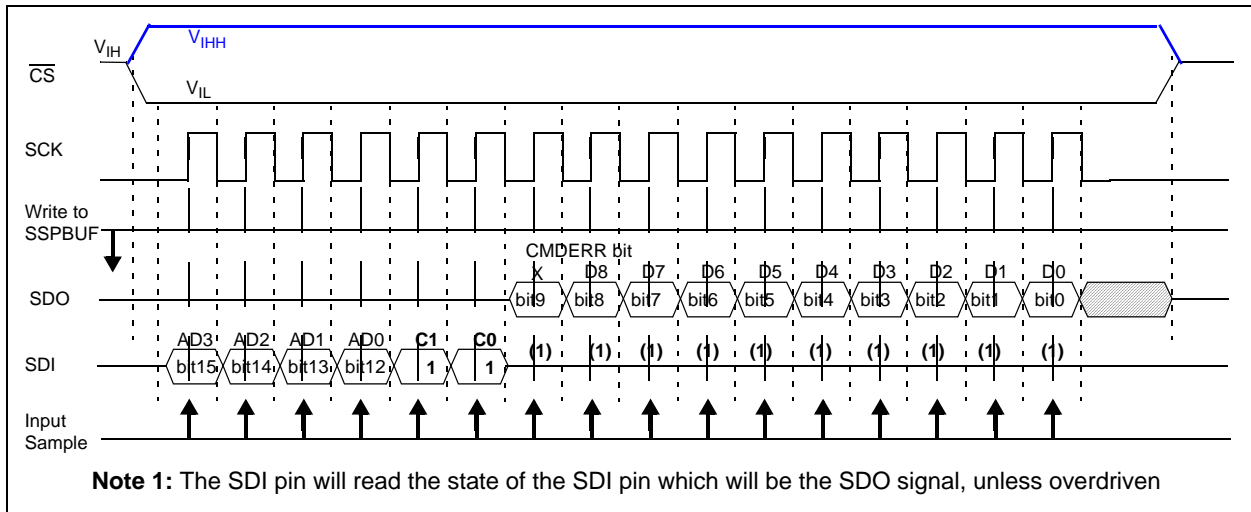 VIHH
VIH
CS
VIL
SCK
Write to
SSPBUF
CMDERR bit
X D8 D7 D6 D5 D4 D3 D2 D1 D0
SDO bit9 bit8 bit7 bit6 bit5 bit4 bit3 bit2 bit1 bit0
AD3 AD2 AD1 AD0 C1 C0 (1) (1) (1) (1) (1) (1) (1) (1) (1) (1)
SDI bit15 bit14 bit13 bit12 1 1
Input
Sample
Note 1: The SDI pin will read the state of the SDI pin which will be the SDO signal, unless overdriven